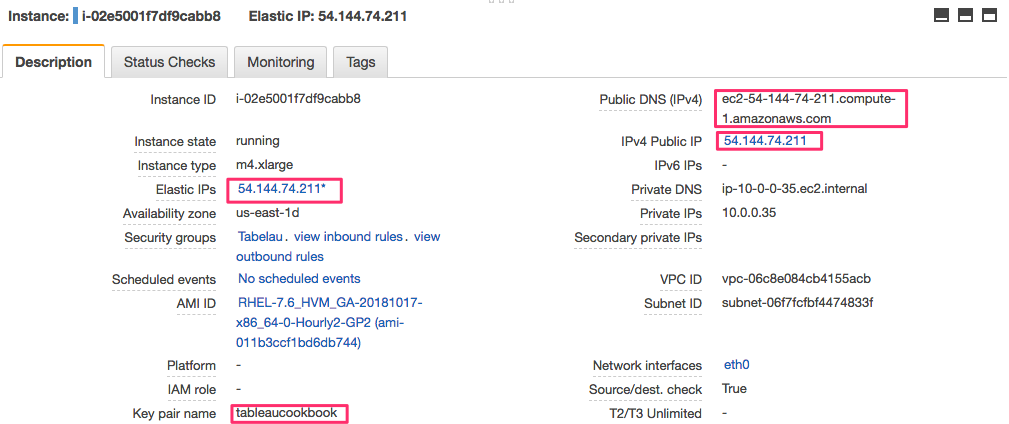 Instance: i-02e5001f7df9cabb8 Elastic IP: 54.144.74.211
Description Status Checks Monitoring Tags
Instance ID i-02e5001f7df9cabb8
Public DNS (IPv4) ec2-54-144-74-211.compute-
1.amazonaws.com
Instance state running
IPv4 Public IP 54.144.74.211
Instance type m4.xlarge
IPv6 IPs -
Elastic IPs 54.144.74.211*
Private DNS ip-10-0-0-35.ec2.internal
Availability zone us-east-1d
Private IPs 10.0.0.35
Security groups Tabelau. view inbound rules. view
outbound rules
Secondary private IPs
Scheduled events No scheduled events
VPC ID vpc-06c8e084cb4155acb
AMI ID RHEL-7.6_HVM_GA-20181017-
x86_64-0-Hourly2-GP2 (ami-
011b3ccf1bd6db744)
Subnet ID subnet-06f7fcfbf4474833f
Platform -
Network interfaces eth0
IAM role -
Source/dest. check True
Key pair name tableaucookbook
T2/T3 Unlimited -